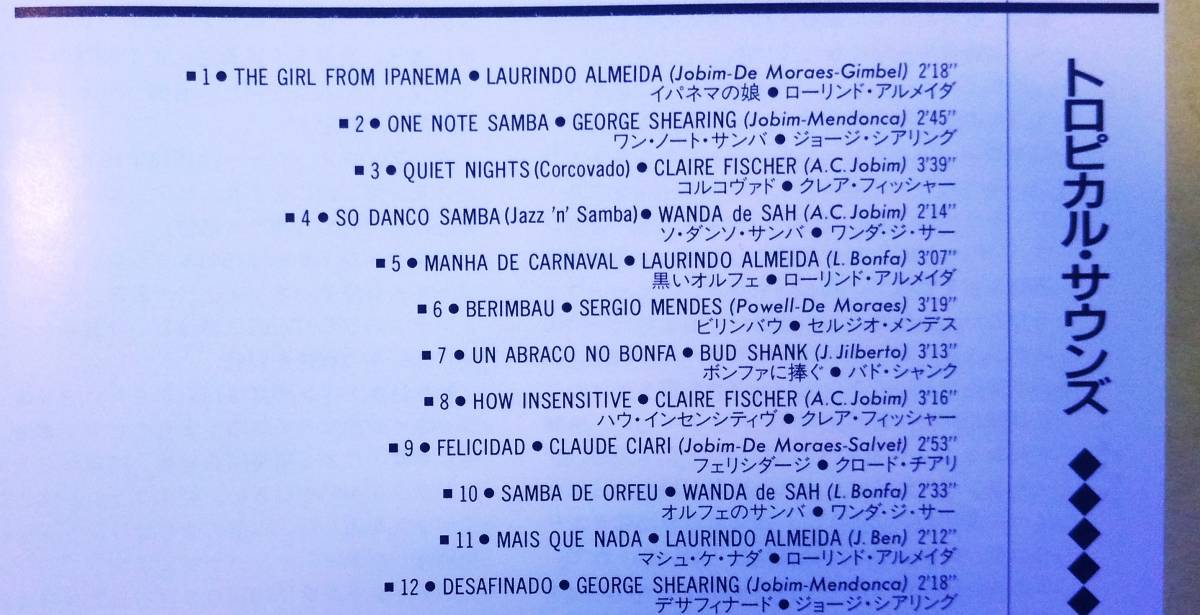 トロピカル・サウンズ ◆◆◆◆◆
■1●THE GIRL FROM IPANEMA●LAURINDO ALMEIDA (Jobim-De Moraes-Gimbel) 2'18"
イパネマの娘●ローリンド・アルメイダ
■2●ONE NOTE SAMBA●GEORGE SHEARING (Jobim-Mendonca) 2'45"
ワン・ノート・サンバ●ジョージ・シアリング
■3●QUIET NIGHTS (Corcovado)●CLAIRE FISCHER (A.C.Jobim) 3'39"
コルコヴァド●クレア・フィッシャー
■4●SO DANCO SAMBA (Jazz 'n' Samba)●WANDA de SAH (A.C.Jobim) 2'14"
ソ・ダンソ・サンバ●ワンダ・ジ・サー
■5●MANHA DE CARNAVAL●LAURINDO ALMEIDA (L. Bonfa) 3'07"
黒いオルフェ●ローリンド・アルメイダ
■6●BERIMBAU●SERGIO MENDES (Powell-De Moraes) 3'19"
ビリンバウ●セルジオ・メンデス
■7●UN ABRACO NO BONFA●BUD SHANK (J. Jilberto) 3'13"
ボンファに捧ぐ●バド・シャンク
■8●HOW INSENSITIVE●CLAIRE FISCHER (A.C.Jobim) 3'16"
ハウ・インセンシティヴ●クレア・フィッシャー
■9●FELICIDAD●CLAUDE CIARI (Jobim-De Moraes-Salvet) 2'53"
フェリシダージ●クロード・チアリ
■10●SAMBA DE ORFEU●WANDA de SAH (L. Bonfa) 2'33"
オルフェのサンバ●ワンダ・ジ・サー
■11●MAIS QUE NADA●LAURINDO ALMEIDA (J. Ben) 2'12"
マシュ・ケ・ナダ●ローリンド・アルメイダ
■12●DESAFINADO●GEORGE SHEARING (Jobim-Mendonca) 2'18"
デサフィナード●ジョージ・シアリング